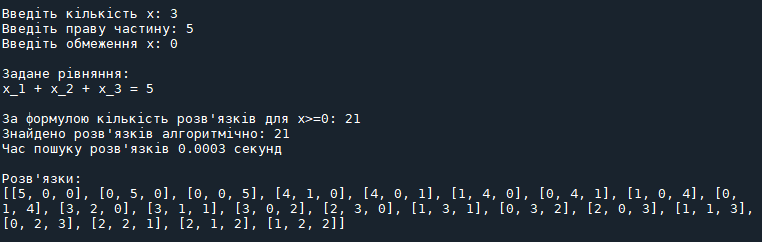 Введіть кількість x: 3
Введіть праву частину: 5
Введіть обмеження x: 0
Задане рівняння:
x_1 + x_2 + x_3 = 5
За формулою кількість розв'язків для x>=0: 21
Знайдено розв'язків алгоритмічно: 21
Час пошуку розв'язків 0.0003 секунд
Розв'язки:
[[5, 0, 0], [0, 5, 0], [0, 0, 5], [4, 1, 0], [4, 0, 1], [1, 4, 0], [0, 4, 1], [1, 0, 4], [0,
1, 4], [3, 2, 0], [3, 1, 1], [3, 0, 2], [2, 3, 0], [1, 3, 1], [0, 3, 2], [2, 0, 3], [1, 1, 3],
[0, 2, 3], [2, 2, 1], [2, 1, 2], [1, 2, 2]]